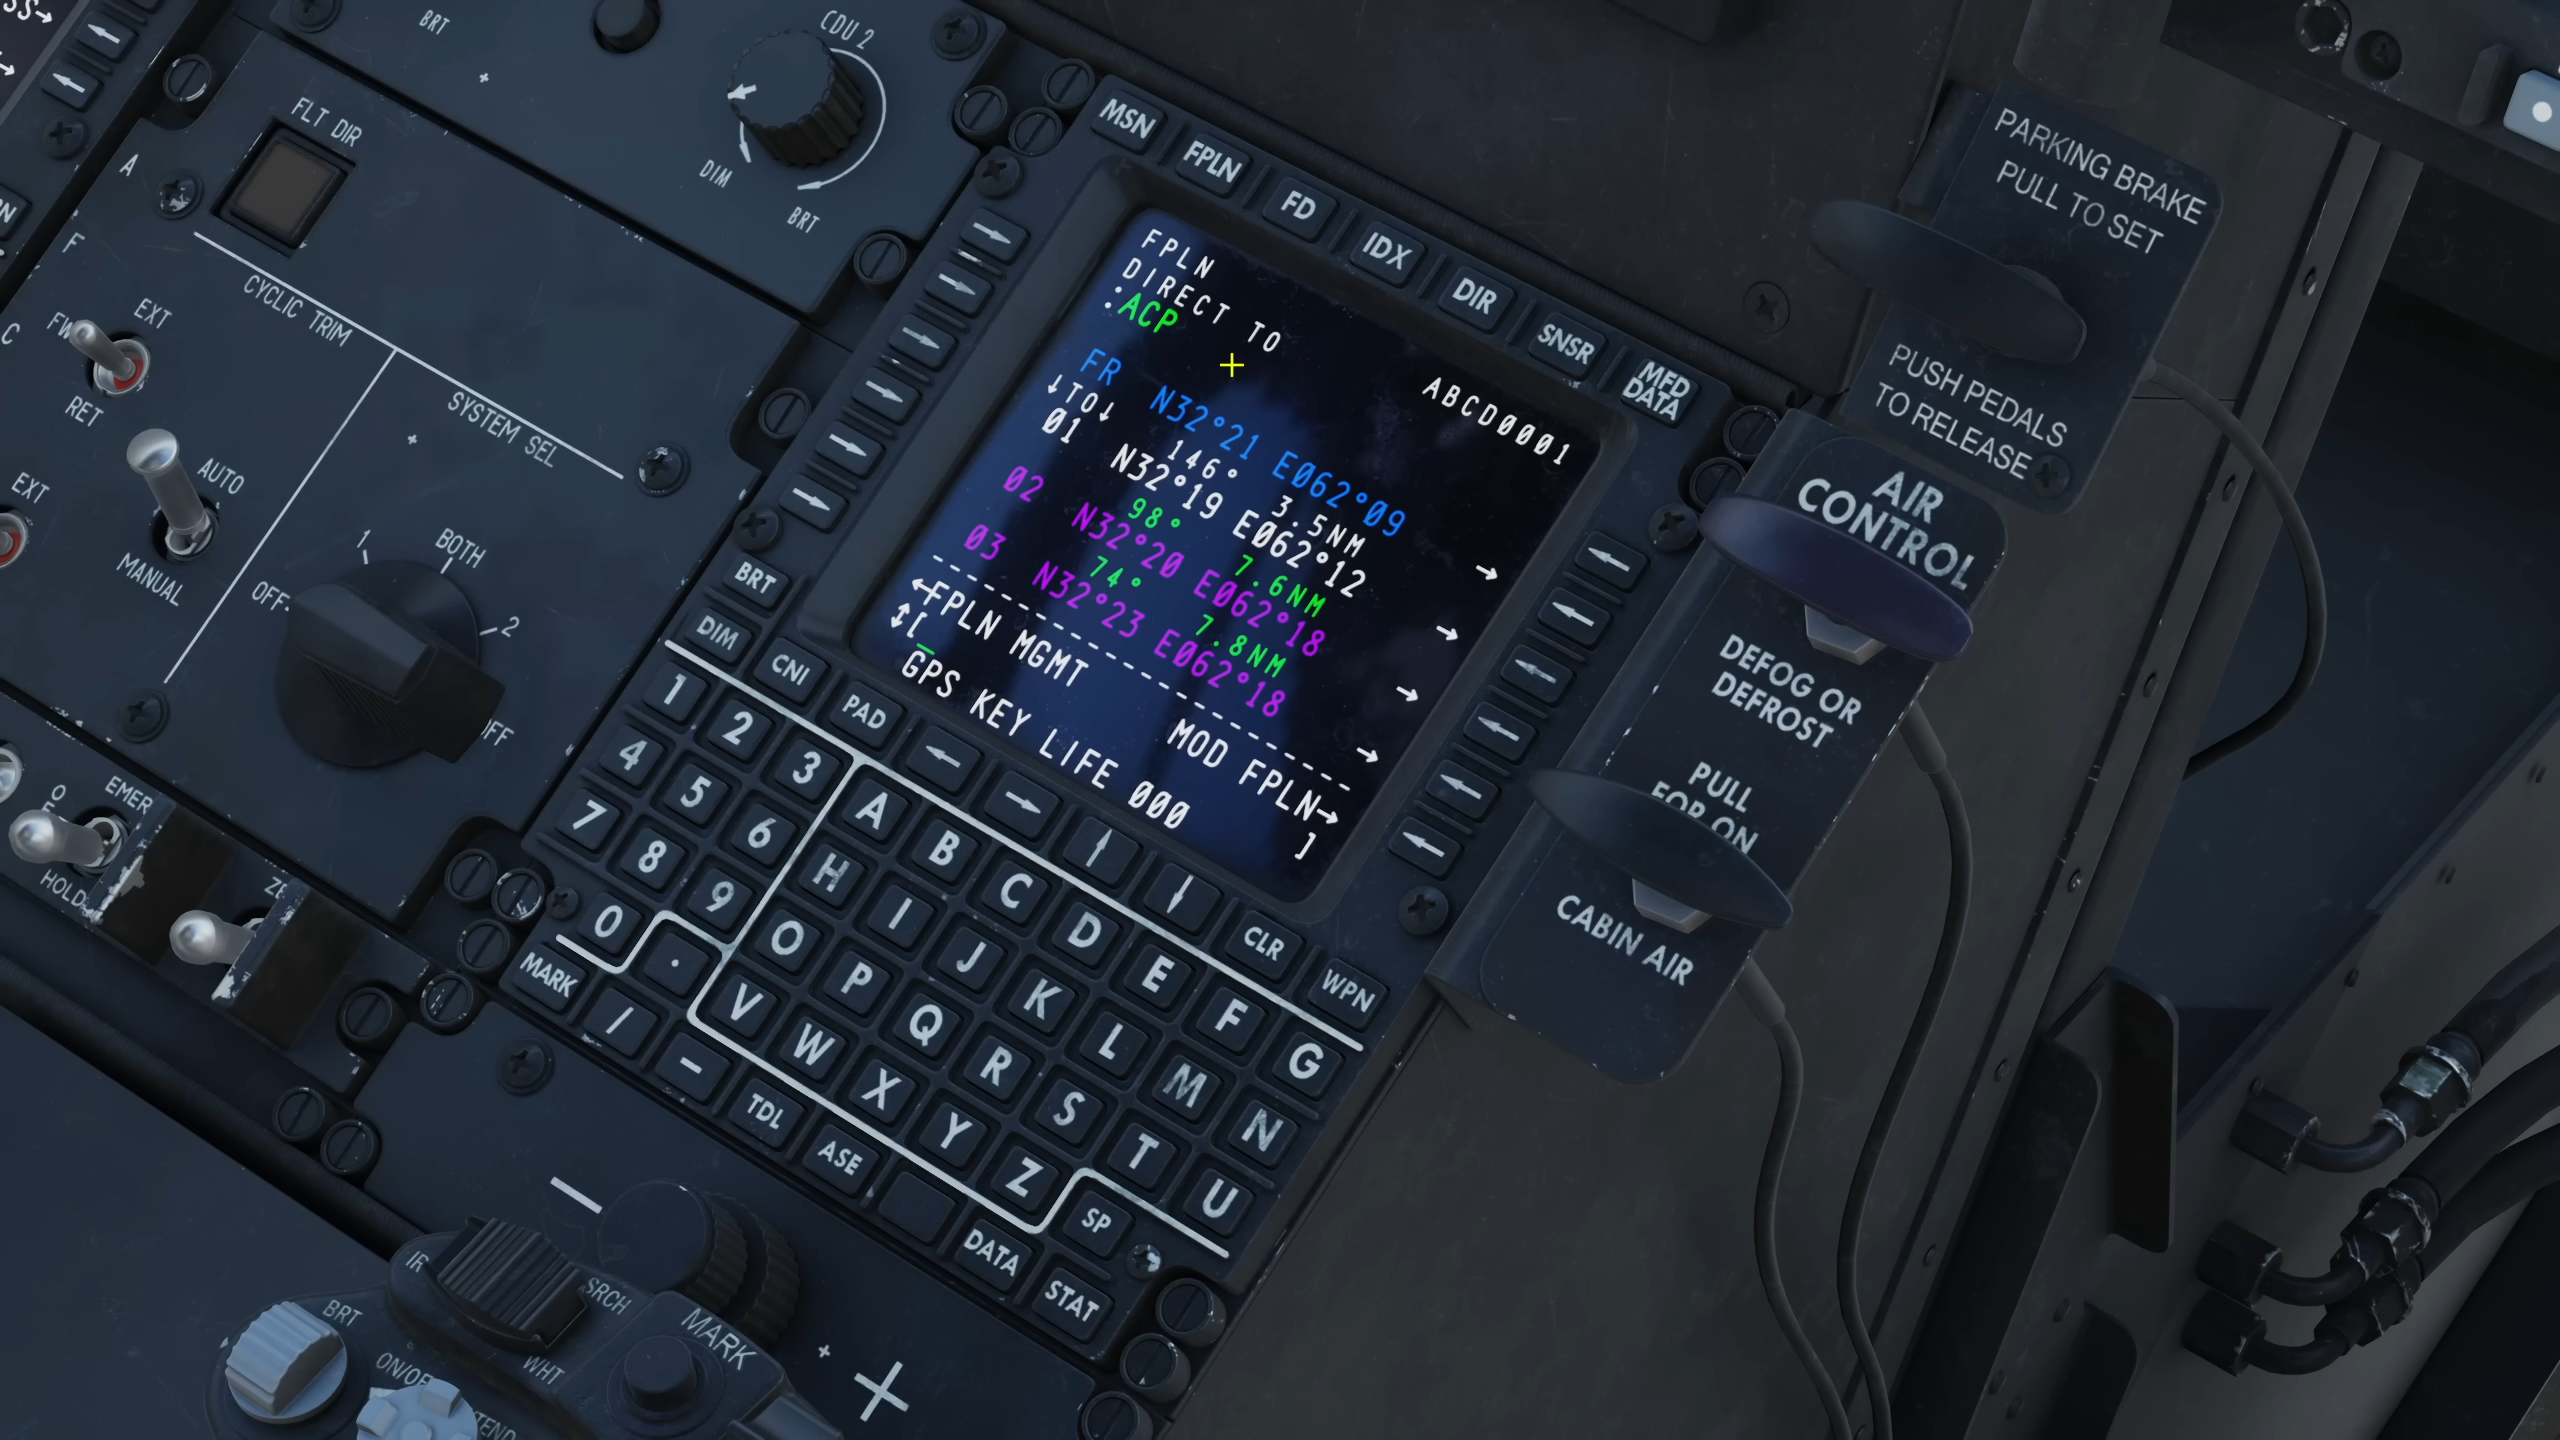 SS→
BRT
CDU 2
DIM
BRT
FLT DIR
A
F
C
CYCLIC TRIM
EXT
RET
EXT
AUTO
MANUAL
SYSTEM SEL
OFF
1
BOTH
2
EMER
HOLD
MSN
FPLN
FD
IDX
DIR
SNSR
MFD
DATA
FPLN
DIRECT TO
ABCD0001
:ACP
FR N32°21 E062°09
↓TO↓ 146° 3.5NM
01 N32°19 E062°12 →
98° 7.6NM
02 N32°20 E062°18 →
74° 7.8NM
03 N32°23 E062°18 →
→
←FPLN MGMT MOD FPLN→
↕[ ]
GPS KEY LIFE 000
BRT
DIM
CNI
PAD
← → ↑ ↓
CLR
WPN
1 2 3
4 5 6
7 8 9
0 .
MARK / -
TDL
ASE
A B C D E F G
H I J K L M N
O P Q R S T U
V W X Y Z
SP
DATA
STAT
PARKING BRAKE
PULL TO SET
PUSH PEDALS
TO RELEASE
AIR
CONTROL
DEFOG OR
DEFROST
PULL
FOR ON
CABIN AIR
IR
SRCH
BRT
WHT
MARK
− +